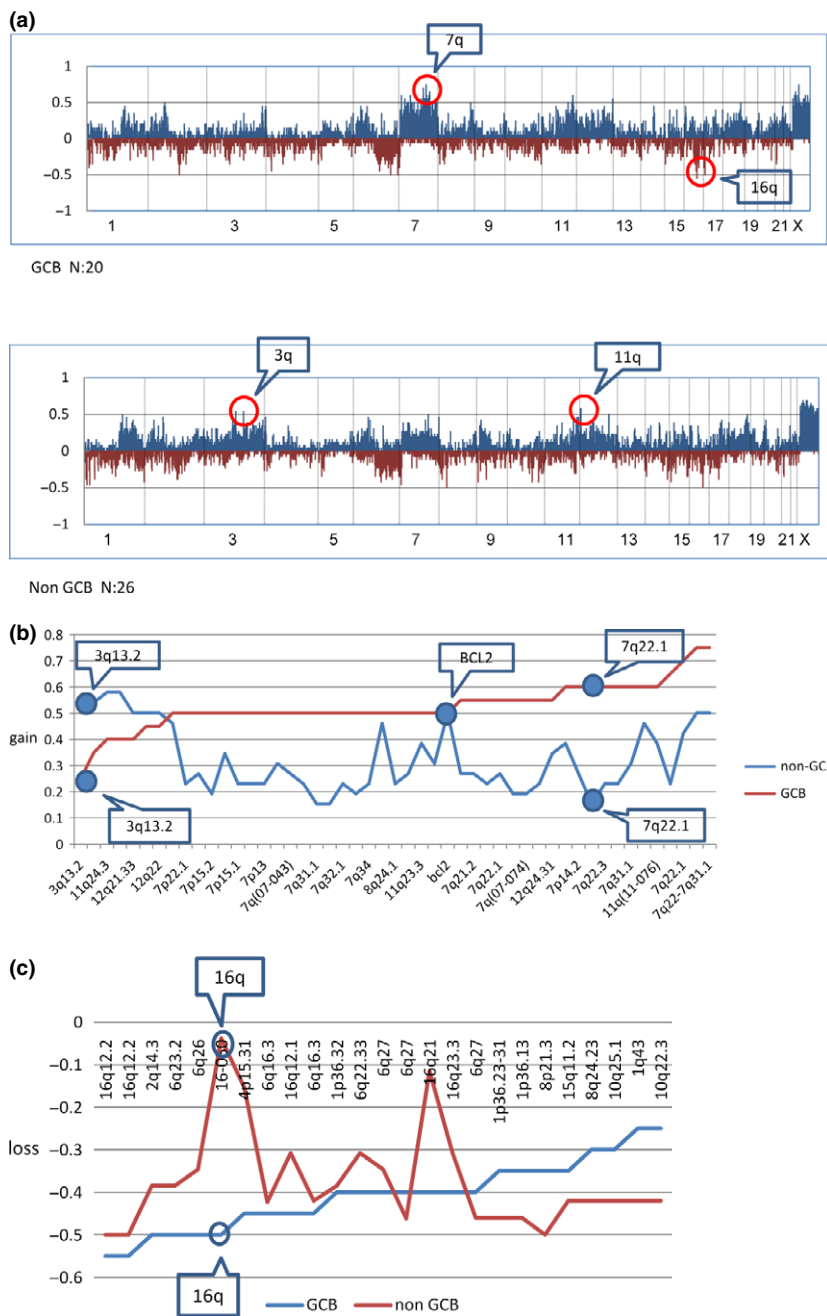 (a)
7q
1
0.5
0
−0.5
−1
16q
1 3 5 7 9 11 13 15 17 19 21 X
GCB N:20
3q
11q
1
0.5
0
−0.5
−1
1 3 5 7 9 11 13 15 17 19 21 X
Non GCB N:26
(b)
0.8
0.7
0.6
0.5
gain 0.4
0.3
0.2
0.1
0
3q13.2
BCL2
7q22.1
3q13.2
7q22.1
non-GC
GCB
3q13.2
11q24.3
12q21.33
12q22
7p22.1
7p15.2
7p15.1
7p13
7q(07-043)
7q31.1
7q32.1
7q34
8q24.1
11q23.3
bcl2
7q21.2
7q22.1
7q(07-074)
12q24.31
7p14.2
7q22.3
7q31.1
11q(11-076)
7q22.1
7q22-7q31.1
(c)
16q
0
−0.1
−0.2
−0.3
loss
−0.4
−0.5
−0.6
16q12.2
16q12.2
2q14.3
6q23.2
6q26
4p15.31
6q16.3
16q12.1
6q16.3
1p36.32
6q22.33
6q27
6q27
16q23.3
6q27
1p36.23-31
1p36.13
8p21.3
15q11.2
8q24.23
10q25.1
1q43
10q22.3
16q
GCB non GCB